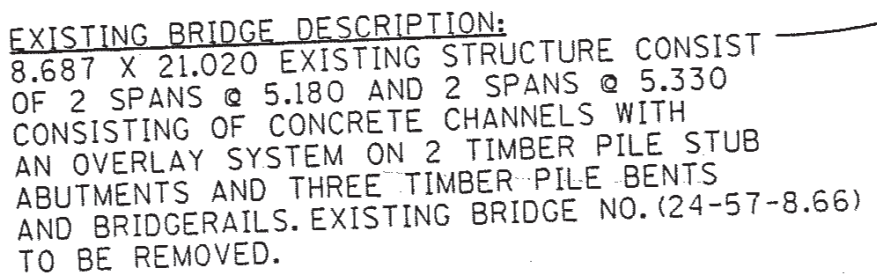 EXISTING BRIDGE DESCRIPTION:
8.687 X 21.020 EXISTING STRUCTURE CONSIST
OF 2 SPANS @ 5.180 AND 2 SPANS @ 5.330
CONSISTING OF CONCRETE CHANNELS WITH
AN OVERLAY SYSTEM ON 2 TIMBER PILE STUB
ABUTMENTS AND THREE TIMBER PILE BENTS
AND BRIDGERAILS. EXISTING BRIDGE NO. (24-57-8.66)
TO BE REMOVED.